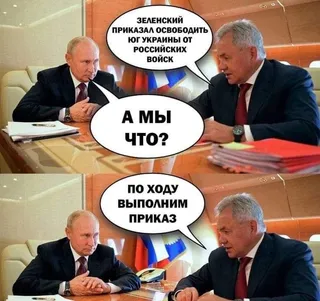 ЗЕЛЕНСКИЙ
ПРИКАЗАЛ ОСВОБОДИТЬ
ЮГ УКРАИНЫ ОТ
РОССИЙСКИХ
ВОЙСК
А МЫ
ЧТО?
ПО ХОДУ
ВЫПОЛНИМ
ПРИКАЗ